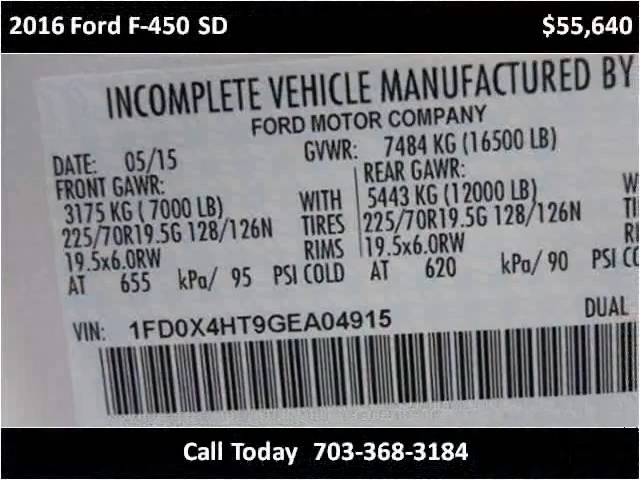 2016 Ford F-450 SD $55,640
INCOMPLETE VEHICLE MANUFACTURED BY
FORD MOTOR COMPANY
DATE: 05/15 GVWR: 7484 KG (16500 LB)
FRONT GAWR: REAR GAWR:
3175 KG ( 7000 LB) WITH 5443 KG (12000 LB) W
225/70R19.5G 128/126N TIRES 225/70R19.5G 128/126N TI
19.5x6.0RW RIMS 19.5x6.0RW RI
AT 655 kPa/ 95 PSI COLD AT 620 kPa/ 90 PSI CO
VIN: 1FD0X4HT9GEA04915 DUAL
Call Today 703-368-3184